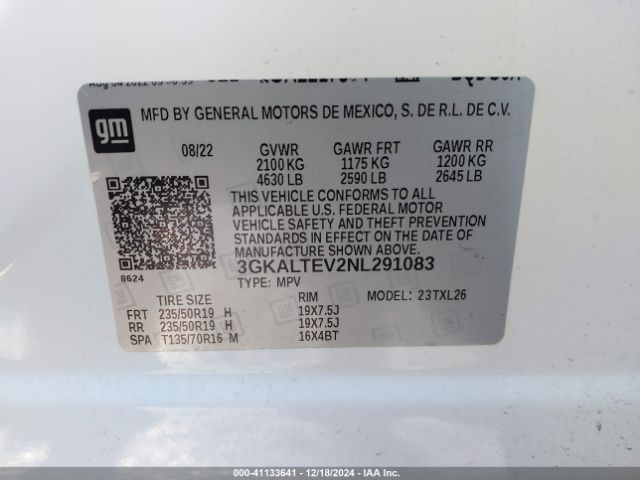 gm
MFD BY GENERAL MOTORS DE MEXICO, S. DE R.L. DE C.V.
08/22 GVWR GAWR FRT GAWR RR
2100 KG 1175 KG 1200 KG
4630 LB 2590 LB 2645 LB
THIS VEHICLE CONFORMS TO ALL
APPLICABLE U.S. FEDERAL MOTOR
VEHICLE SAFETY AND THEFT PREVENTION
STANDARDS IN EFFECT ON THE DATE OF
MANUFACTURE SHOWN ABOVE.
8624
3GKALTEV2NL291083
TYPE: MPV
TIRE SIZE RIM MODEL: 23TXL26
FRT 235/50R19 H 19X7.5J
RR 235/50R19 H 19X7.5J
SPA T135/70R16 M 16X4BT
000-41133641 - 12/18/2024 - IAA Inc.